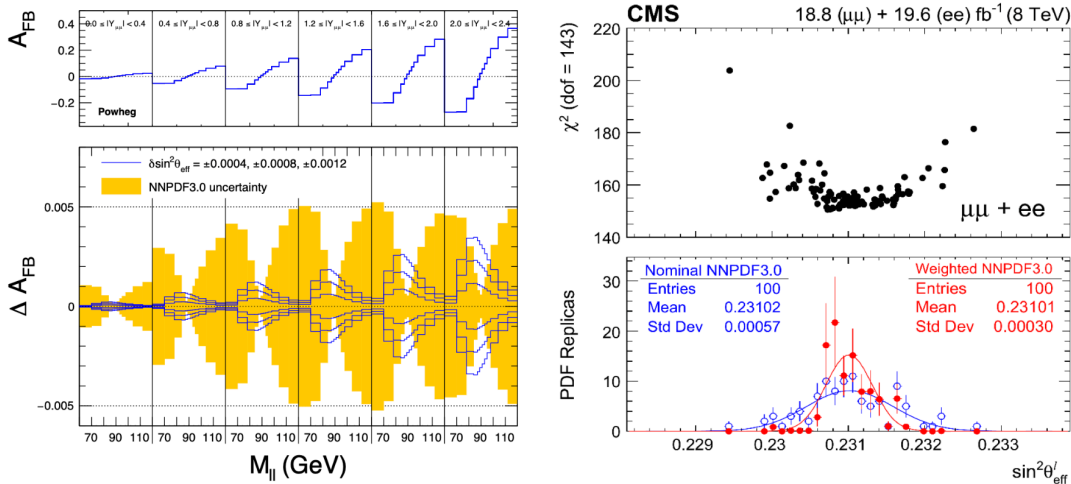 A_FB
0.4
0.2
0
-0.2
0.0 ≤ |Y_μμ| < 0.4
0.4 ≤ |Y_μμ| < 0.8
0.8 ≤ |Y_μμ| < 1.2
1.2 ≤ |Y_μμ| < 1.6
1.6 ≤ |Y_μμ| < 2.0
2.0 ≤ |Y_μμ| < 2.4
Powheg
Δ A_FB
0.005
0
-0.005
δsin²θ_eff = ±0.0004, ±0.0008, ±0.0012
NNPDF3.0 uncertainty
70 90 110 70 90 110 70 90 110 70 90 110 70 90 110 70 90 110
M_ll (GeV)
CMS 18.8 (μμ) + 19.6 (ee) fb⁻¹ (8 TeV)
χ² (dof = 143)
220
200
180
160
140
μμ + ee
PDF Replicas
30
20
10
0
Nominal NNPDF3.0
Entries 100
Mean 0.23102
Std Dev 0.00057
Weighted NNPDF3.0
Entries 100
Mean 0.23101
Std Dev 0.00030
0.229 0.23 0.231 0.232 0.233
sin²θ^l_eff